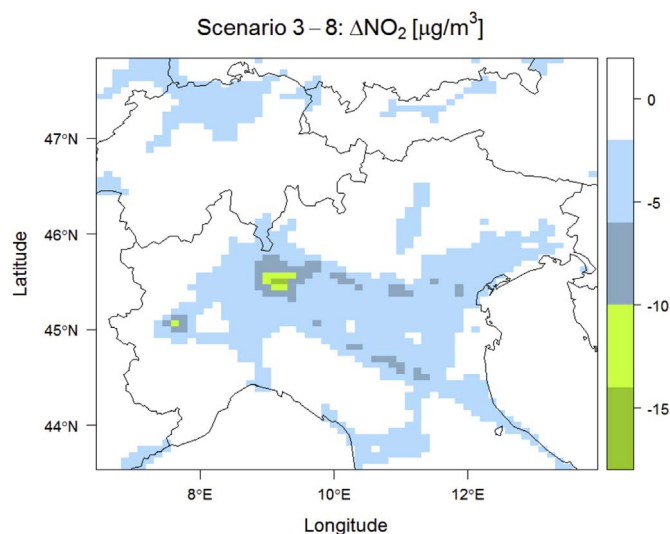 Scenario 3 – 8: ΔNO₂ [μg/m³]
47°N
46°N
45°N
44°N
Latitude
8°E
10°E
12°E
Longitude
0
-5
-10
-15